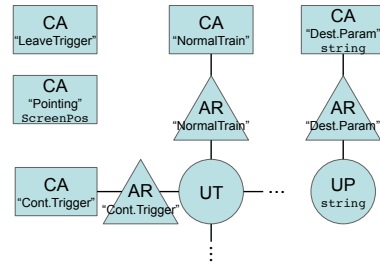 CA
“LeaveTrigger”
CA
“NormalTrain”
CA
“Dest.Param”
string
CA
“Pointing”
ScreenPos
AR
“NormalTrain”
AR
“Dest.Param”
CA
“Cont.Trigger”
AR
“Cont.Trigger”
UT
...
UP
string